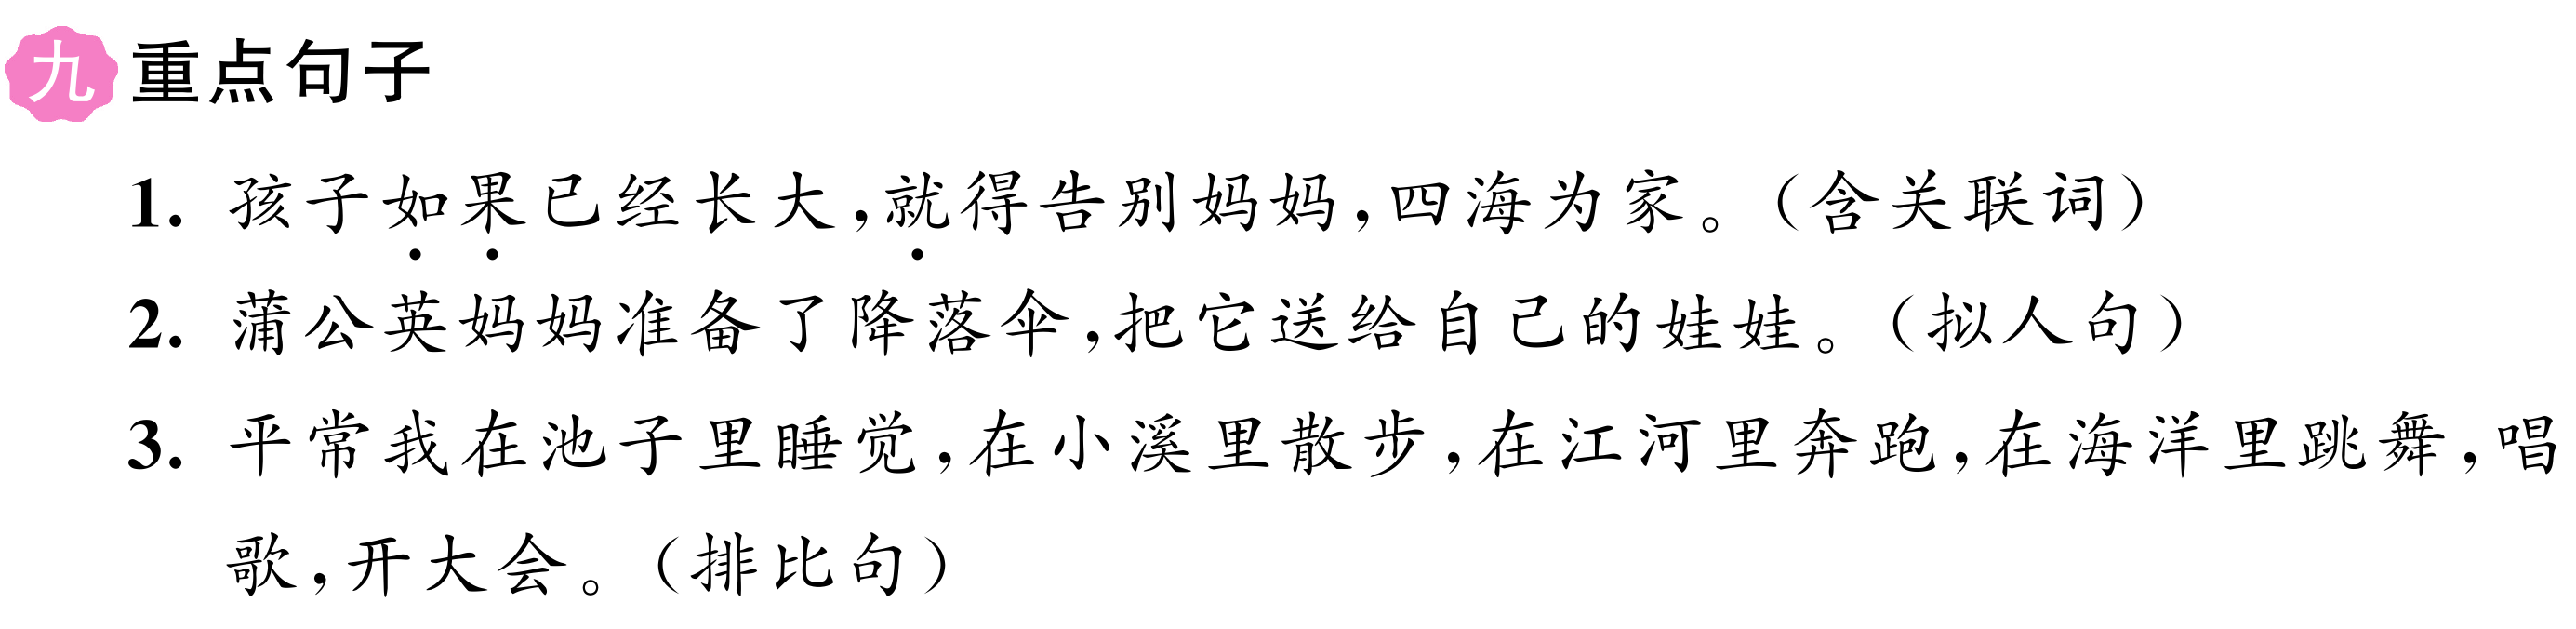 九 重点句子
1. 孩子如果已经长大,就得告别妈妈,四海为家。(含关联词)
2. 蒲公英妈妈准备了降落伞,把它送给自己的娃娃。(拟人句)
3. 平常我在池子里睡觉,在小溪里散步,在江河里奔跑,在海洋里跳舞,唱
歌,开大会。(排比句)